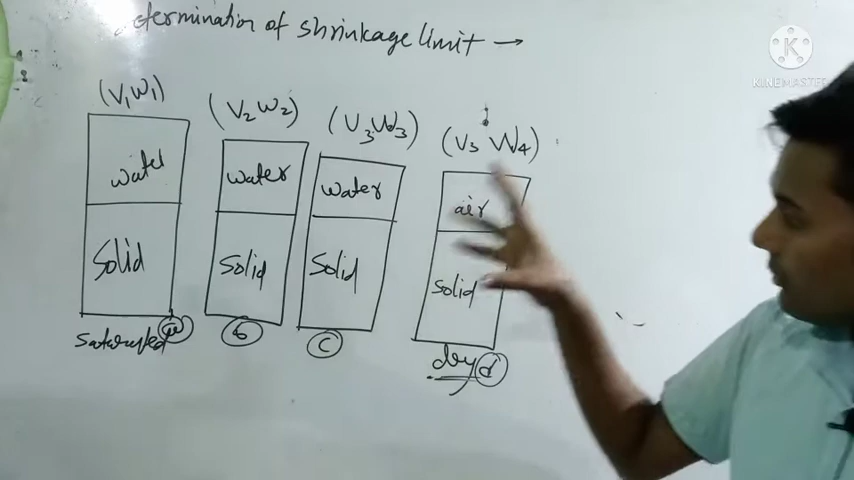 Determination of shrinkage limit →
(V₁W₁)
water
Solid
saturated a
(V₂W₂)
water
Solid
b
(V₃W₃)
water
Solid
c
(V₃ W₄)
air
Solid
dry d
K
KINEMASTER